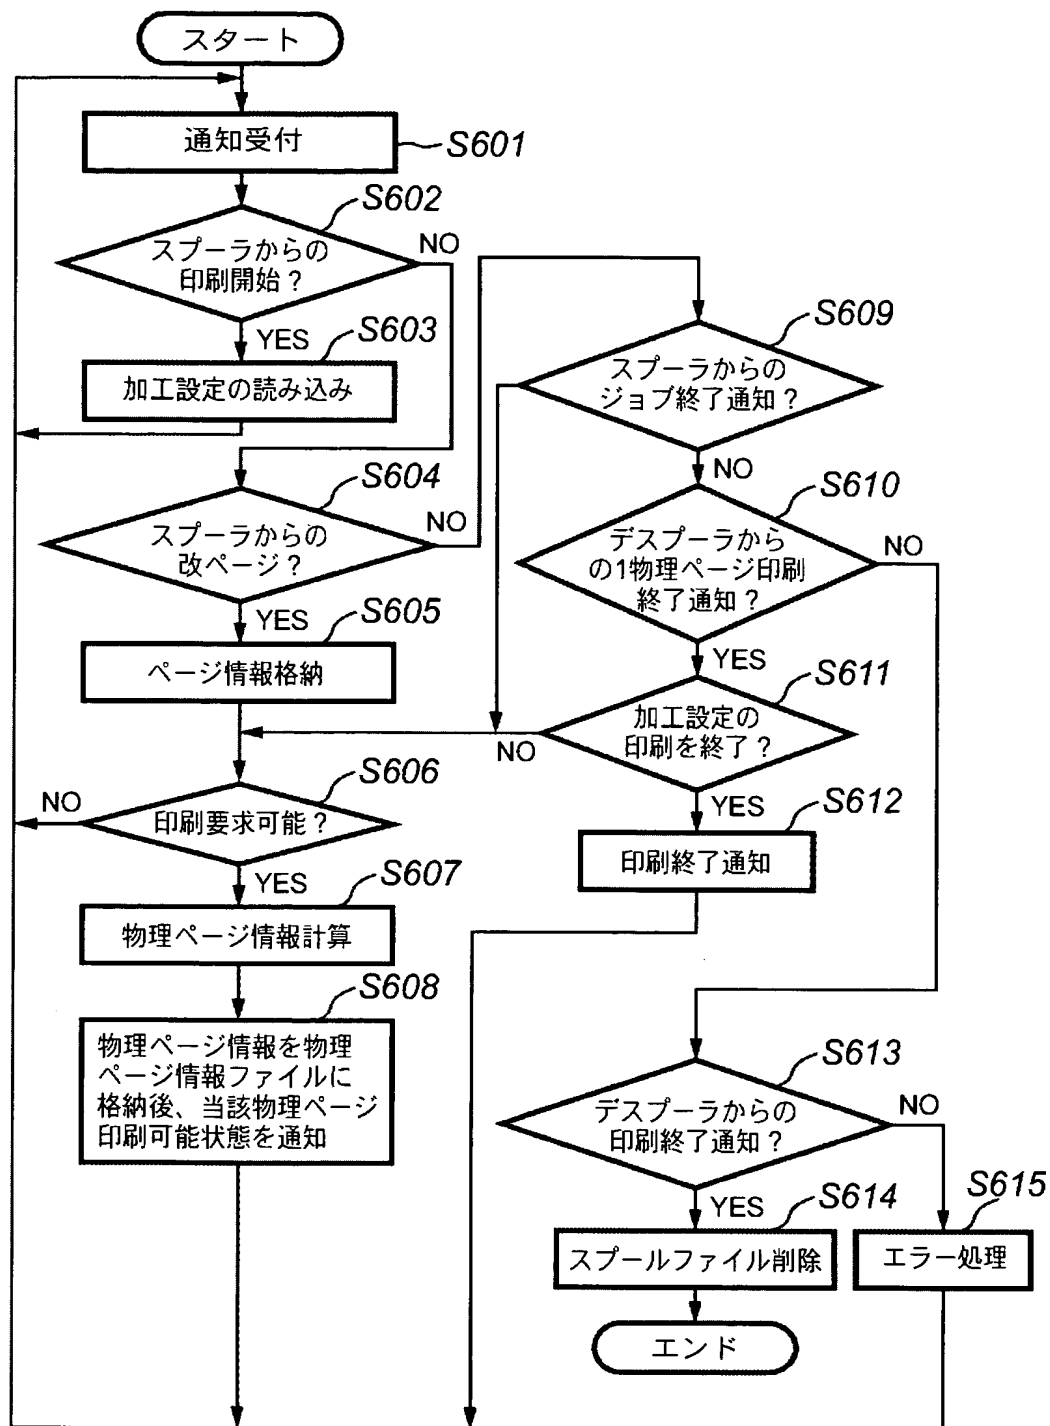 スタート
通知受付
S601
S602
スプーラからの
印刷開始？
NO
YES
S603
加工設定の読み込み
S604
スプーラからの
改ページ？
NO
YES
S605
ページ情報格納
S606
印刷要求可能？
NO
YES
S607
物理ページ情報計算
S608
物理ページ情報を物理
ページ情報ファイルに
格納後、当該物理ページ
印刷可能状態を通知
S609
スプーラからの
ジョブ終了通知？
NO
S610
デスプーラから
の1物理ページ印刷
終了通知？
NO
YES
S611
加工設定の
印刷を終了？
NO
YES
S612
印刷終了通知
S613
デスプーラからの
印刷終了通知？
NO
YES
S614
スプールファイル削除
S615
エラー処理
エンド